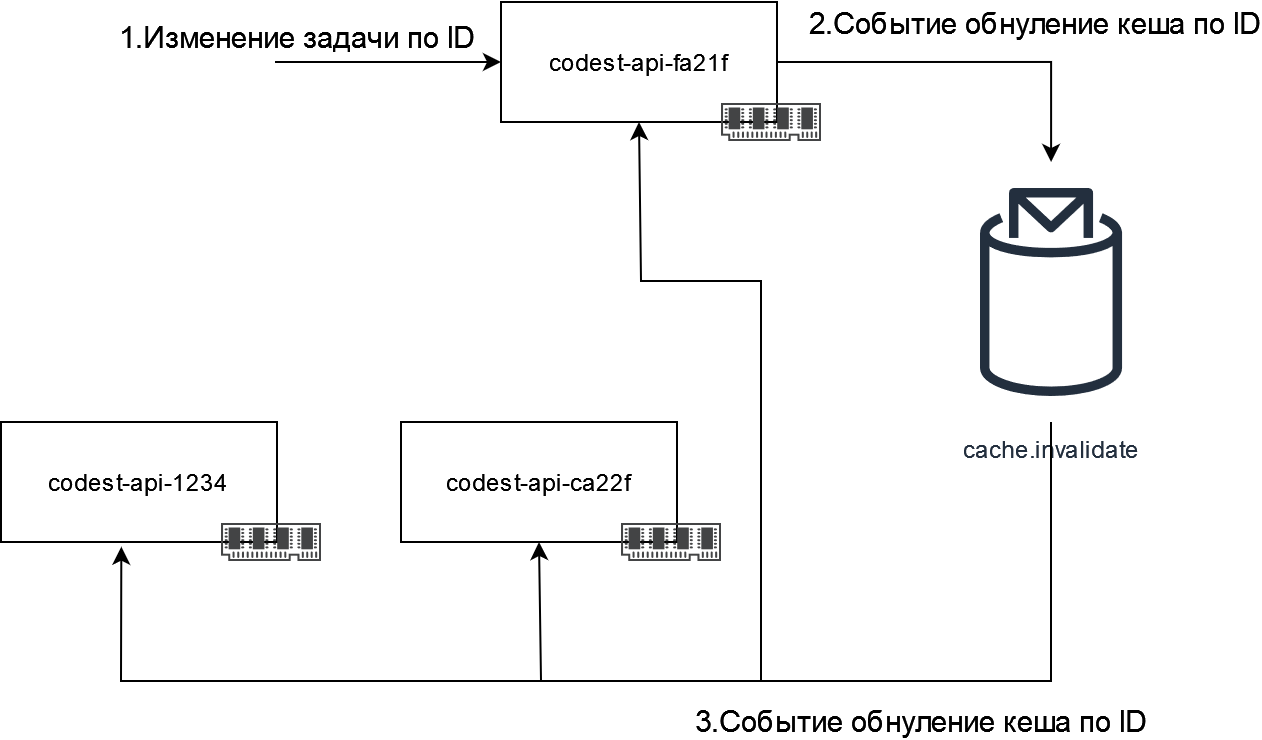 1.Изменение задачи по ID
2.Событие обнуление кеша по ID
codest-api-fa21f
cache.invalidate
codest-api-1234
codest-api-ca22f
3.Событие обнуление кеша по ID